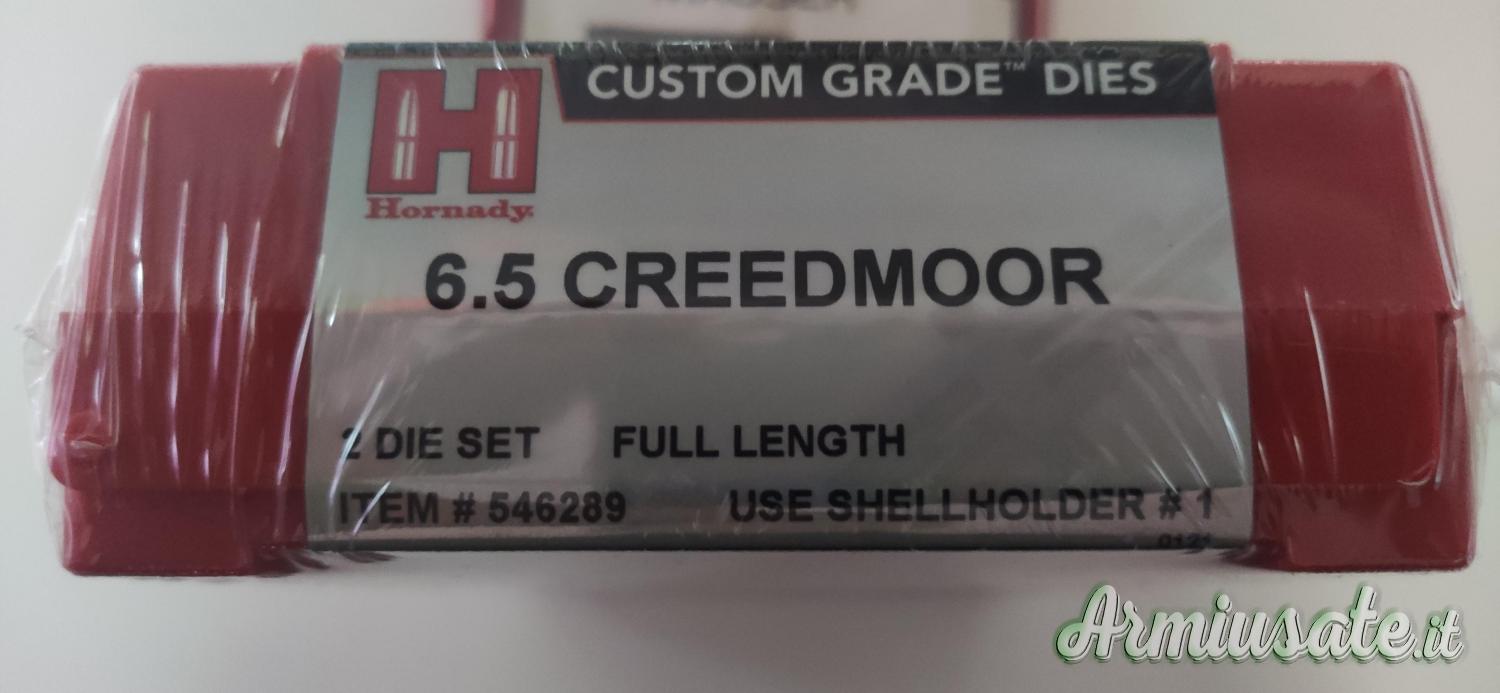 CUSTOM GRADE™ DIES
H
Hornady
6.5 CREEDMOOR
2 DIE SET FULL LENGTH
ITEM # 546289 USE SHELLHOLDER # 1
Armiusate.it